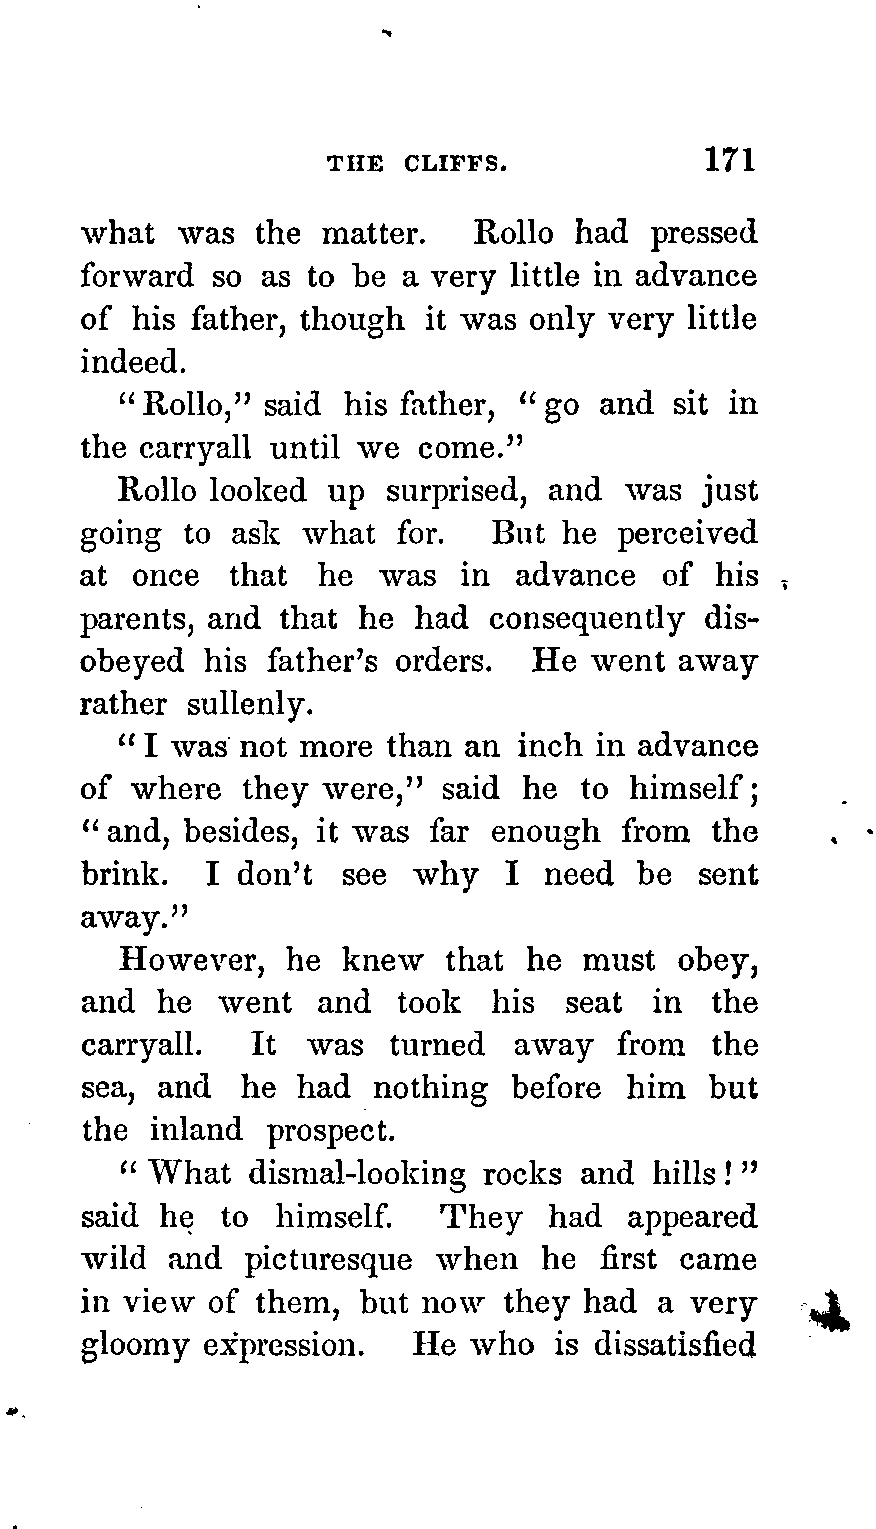 THE CLIFFS. 171
what was the matter. Rollo had pressed
forward so as to be a very little in advance
of his father, though it was only very little
indeed.
"Rollo," said his father, "go and sit in
the carryall until we come."
Rollo looked up surprised, and was just
going to ask what for. But he perceived
at once that he was in advance of his
parents, and that he had consequently dis-
obeyed his father's orders. He went away
rather sullenly.
"I was not more than an inch in advance
of where they were," said he to himself;
"and, besides, it was far enough from the
brink. I don't see why I need be sent
away."
However, he knew that he must obey,
and he went and took his seat in the
carryall. It was turned away from the
sea, and he had nothing before him but
the inland prospect.
"What dismal-looking rocks and hills!"
said he to himself. They had appeared
wild and picturesque when he first came
in view of them, but now they had a very
gloomy expression. He who is dissatisfied